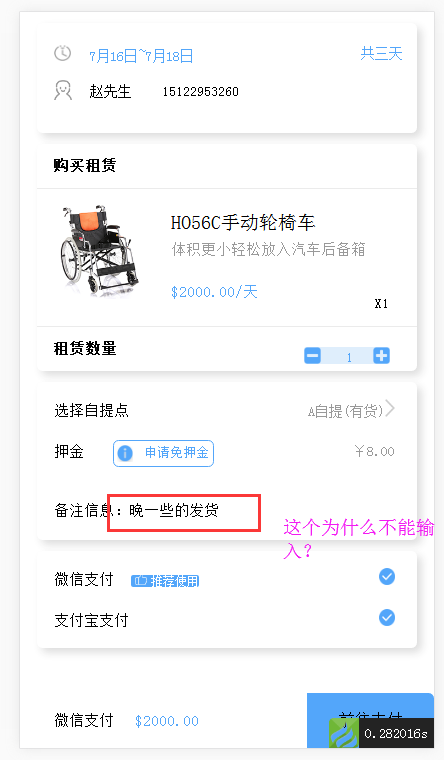 7月16日~7月18日 共三天
赵先生 15122953260
购买租赁
HO56C手动轮椅车
体积更小轻松放入汽车后备箱
$2000.00/天
X1
租赁数量
1
选择自提点 A自提(有货)
押金 申请免押金 ￥8.00
备注信息：晚一些的发货
这个为什么不能输
入？
微信支付 推荐使用
支付宝支付
微信支付 $2000.00 前往支付
0.282016s